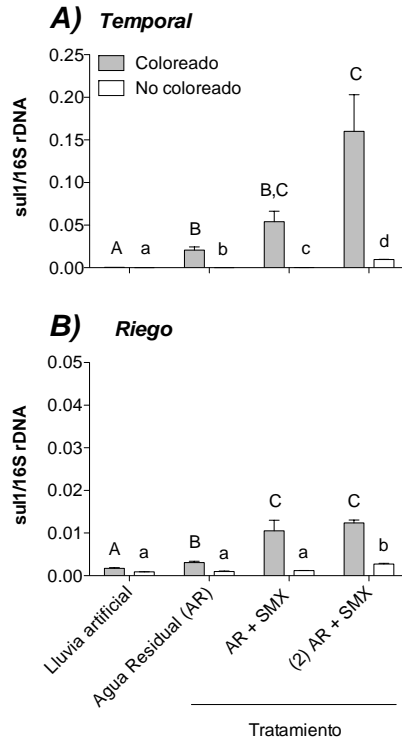 A) Temporal
Coloreado
No coloreado
sul1/16S rDNA
0.25
0.20
0.15
0.10
0.05
0.00
A a B b B,C c C d
B) Riego
sul1/16S rDNA
0.05
0.04
0.03
0.02
0.01
0.00
A a B a C a C b
Lluvia artificial
Agua Residual (AR)
AR + SMX
(2) AR + SMX
Tratamiento